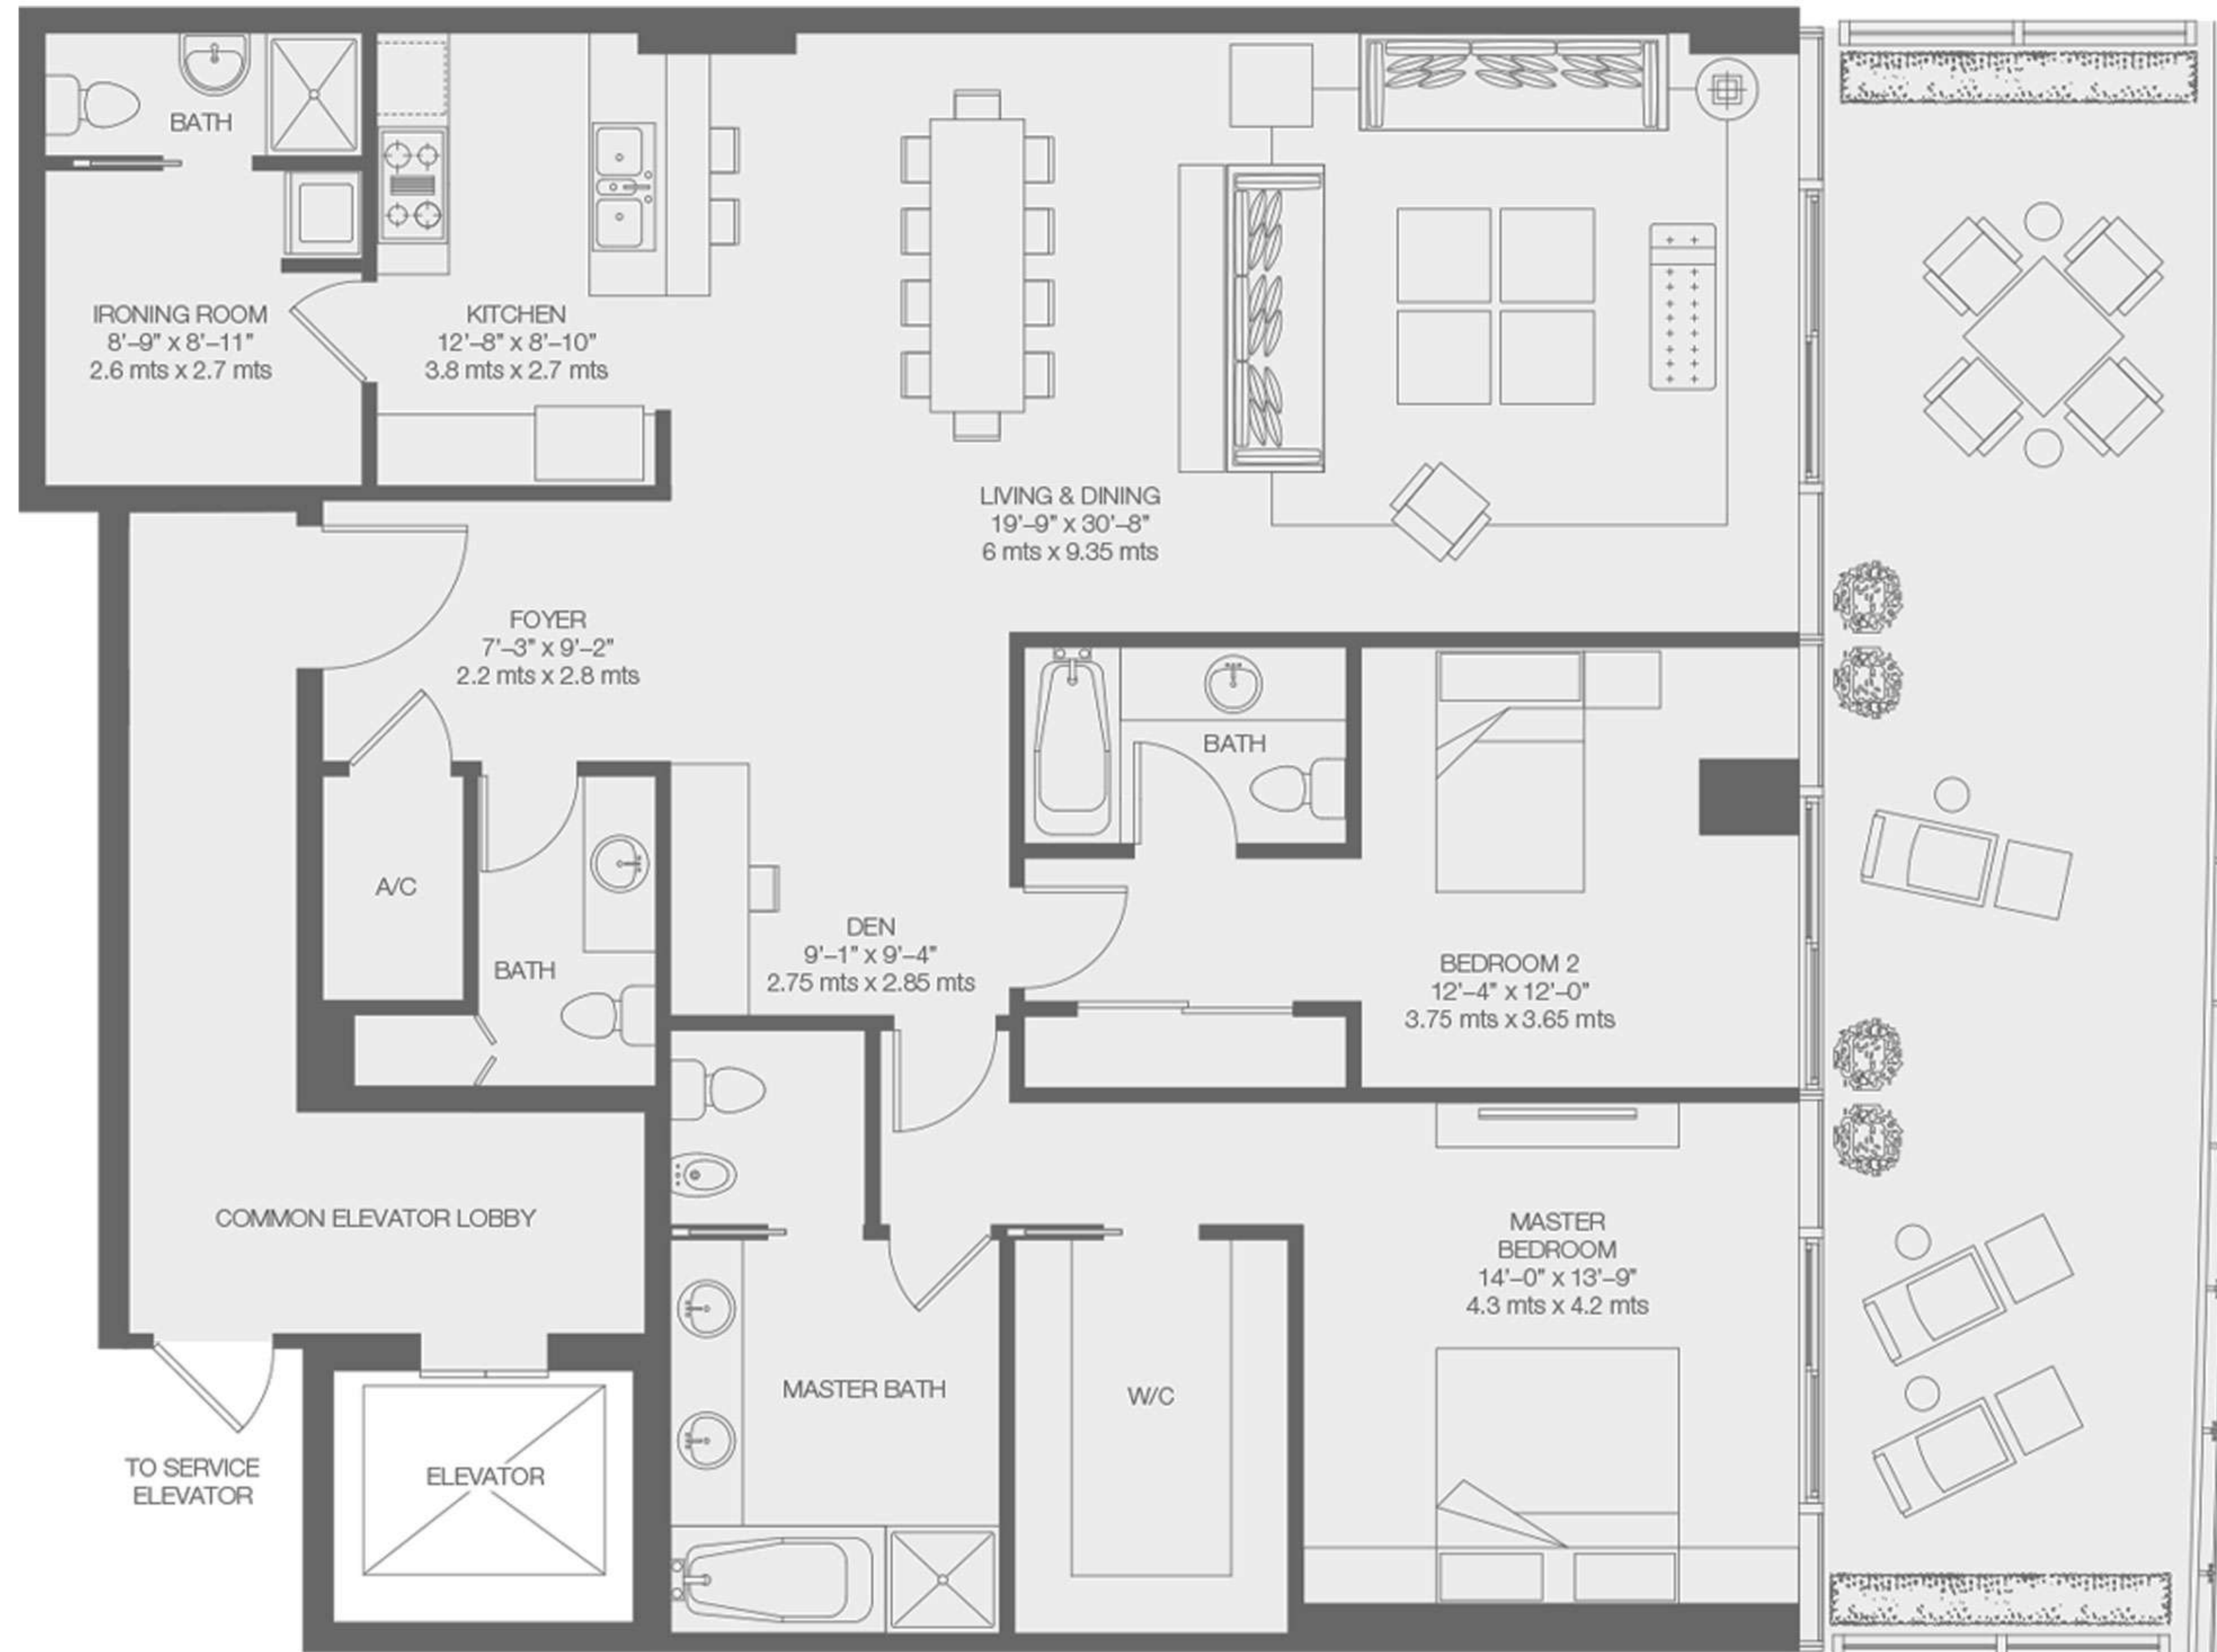 BATH
IRONING ROOM
8'–9" x 8'–11"
2.6 mts x 2.7 mts
KITCHEN
12'–8" x 8'–10"
3.8 mts x 2.7 mts
LIVING & DINING
19'–9" x 30'–8"
6 mts x 9.35 mts
FOYER
7'–3" x 9'–2"
2.2 mts x 2.8 mts
BATH
A/C
BATH
DEN
9'–1" x 9'–4"
2.75 mts x 2.85 mts
BEDROOM 2
12'–4" x 12'–0"
3.75 mts x 3.65 mts
COMMON ELEVATOR LOBBY
MASTER
BEDROOM
14'–0" x 13'–9"
4.3 mts x 4.2 mts
MASTER BATH
W/C
TO SERVICE
ELEVATOR
ELEVATOR